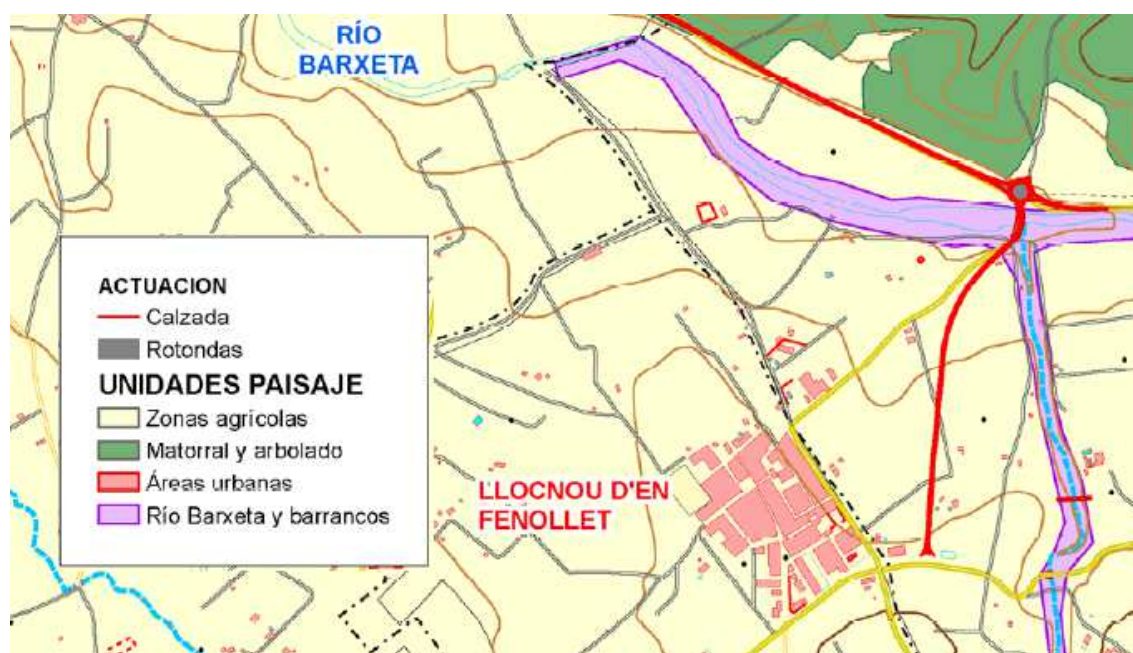 RÍO
BARXETA
ACTUACION
Calzada
Rotondas
UNIDADES PAISAJE
Zonas agrícolas
Matorral y arbolado
Áreas urbanas
Río Barxeta y barrancos
LLOCNOU D'EN
FENOLLET